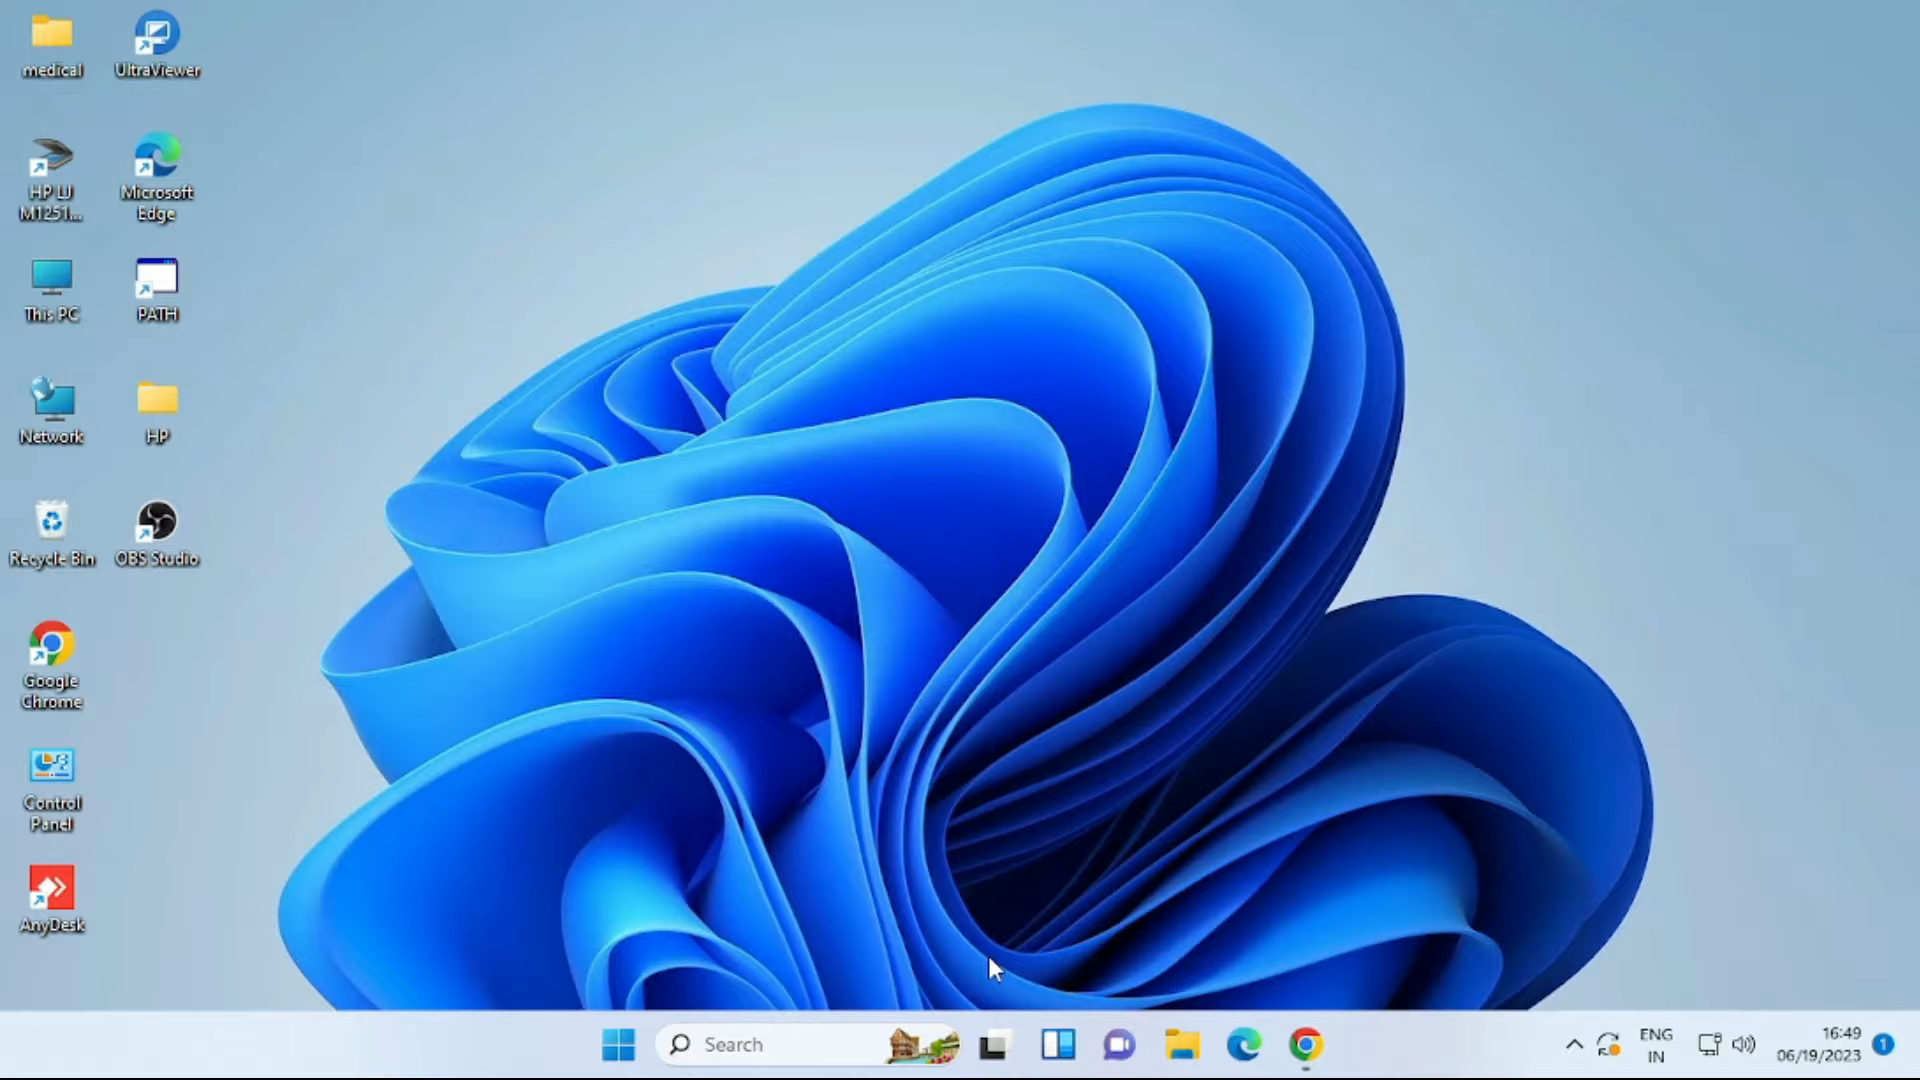 medical
UltraViewer
HP LJ
M1251...
Microsoft
Edge
This PC
PATH
Network
HP
Recycle Bin
OBS Studio
Google
Chrome
Control
Panel
AnyDesk
Search
ENG
IN
16:49
06/19/2023
1